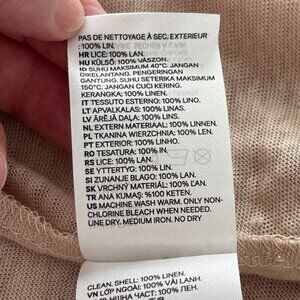 PAS DE NETTOYAGE À SEC. EXTERIEUR
: 100% LIN.
HR LICE: 100% LAN.
HU KÜLSŐ: 100% VÁSZON.
ID SUHU MAKSIMUM 40°C. JANGAN
DIKELANTANG. PENGERINGAN
GANTUNG. SUHU SETERIKA MAKSIMUM
150°C. JANGAN CUCI KERING.
KERANGKA: 100% LINEN.
IT TESSUTO ESTERNO: 100% LINO.
LT APVALKALAS: 100% LINAS.
LV ĀRĒJĀ DAĻA: 100% LINS.
NL EXTERN MATERIAAL: 100% LINNEN.
PL TKANINA WIERZCHNIA: 100% LEN.
PT EXTERIOR: 100% LINHO.
RO TESATURA: 100% IN.
RS LICE: 100% LAN.
SE YTTERTYG: 100% LIN.
SI ZUNANJE BLAGO: 100% LAN.
SK VRCHNÝ MATERIÁL: 100% ĽAN.
TR ANA KUMAŞ: %100 KETEN.
US MACHINE WASH WARM. ONLY NON-
CHLORINE BLEACH WHEN NEEDED.
LINE DRY. MEDIUM IRON. NO DRY
CLEAN. SHELL: 100% LINEN.
VN LỚP NGOÀI: 100% VẢI LANH.